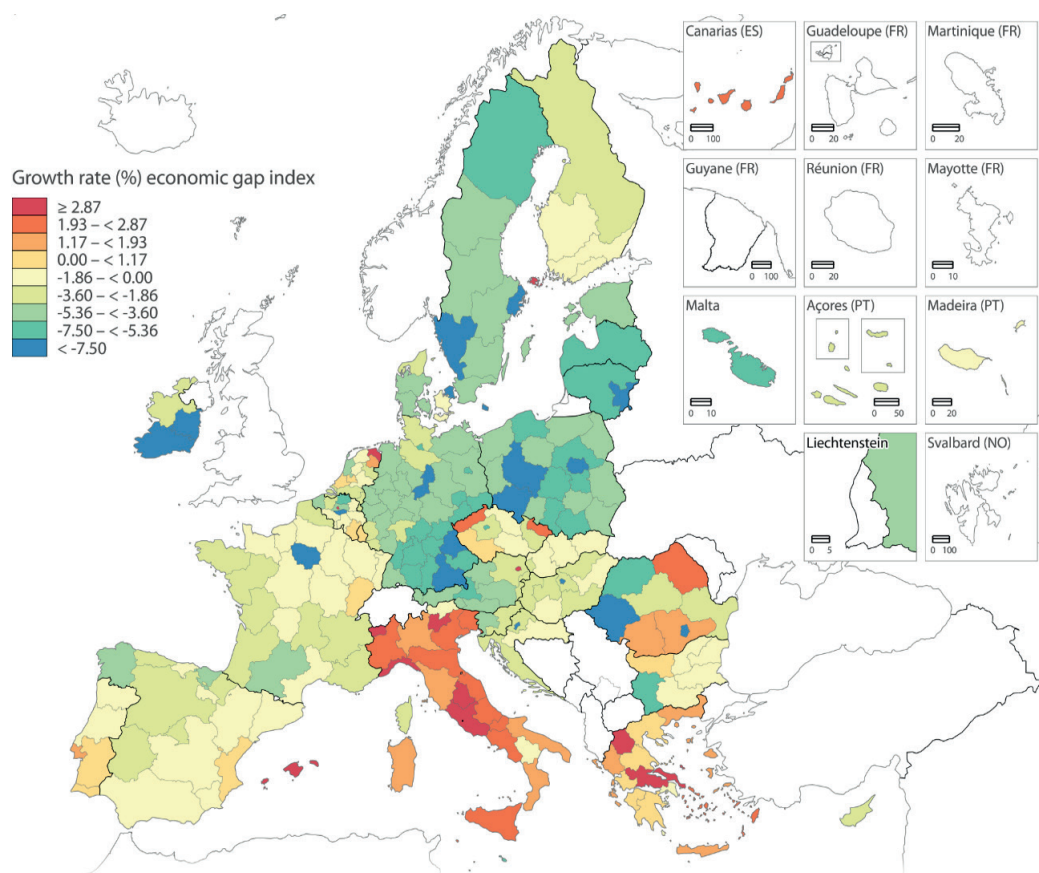 Growth rate (%) economic gap index
≥ 2.87
1.93 – < 2.87
1.17 – < 1.93
0.00 – < 1.17
-1.86 – < 0.00
-3.60 – < -1.86
-5.36 – < -3.60
-7.50 – < -5.36
< -7.50
Canarias (ES)
0 100
Guadeloupe (FR)
0 20
Martinique (FR)
0 20
Guyane (FR)
0 100
Réunion (FR)
0 20
Mayotte (FR)
0 10
Malta
0 10
Açores (PT)
0 50
Madeira (PT)
0 20
Liechtenstein
0 5
Svalbard (NO)
0 100